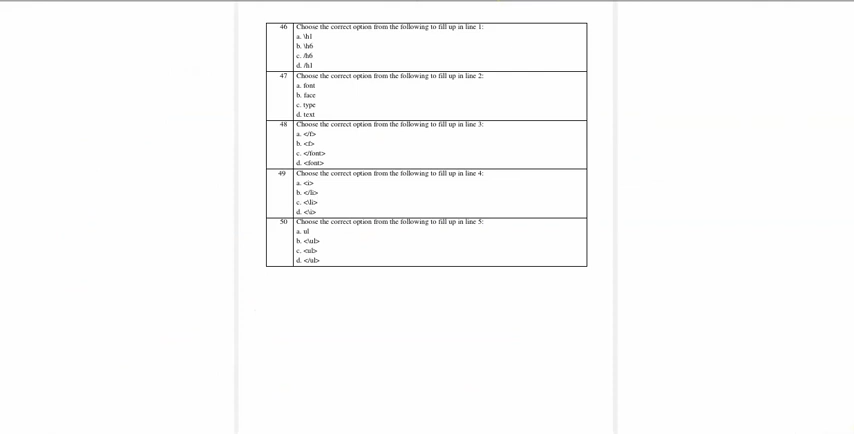 46 Choose the correct option from the following to fill up in line 1:
a. \h1
b. \h6
c. /h6
d. /h1
47 Choose the correct option from the following to fill up in line 2:
a. font
b. face
c. type
d. text
48 Choose the correct option from the following to fill up in line 3:
a. </f>
b. <f>
c. </font>
d. <font>
49 Choose the correct option from the following to fill up in line 4:
a. <i>
b. </li>
c. <\li>
d. <\i>
50 Choose the correct option from the following to fill up in line 5:
a. ul
b. <\ul>
c. <ul>
d. </ul>